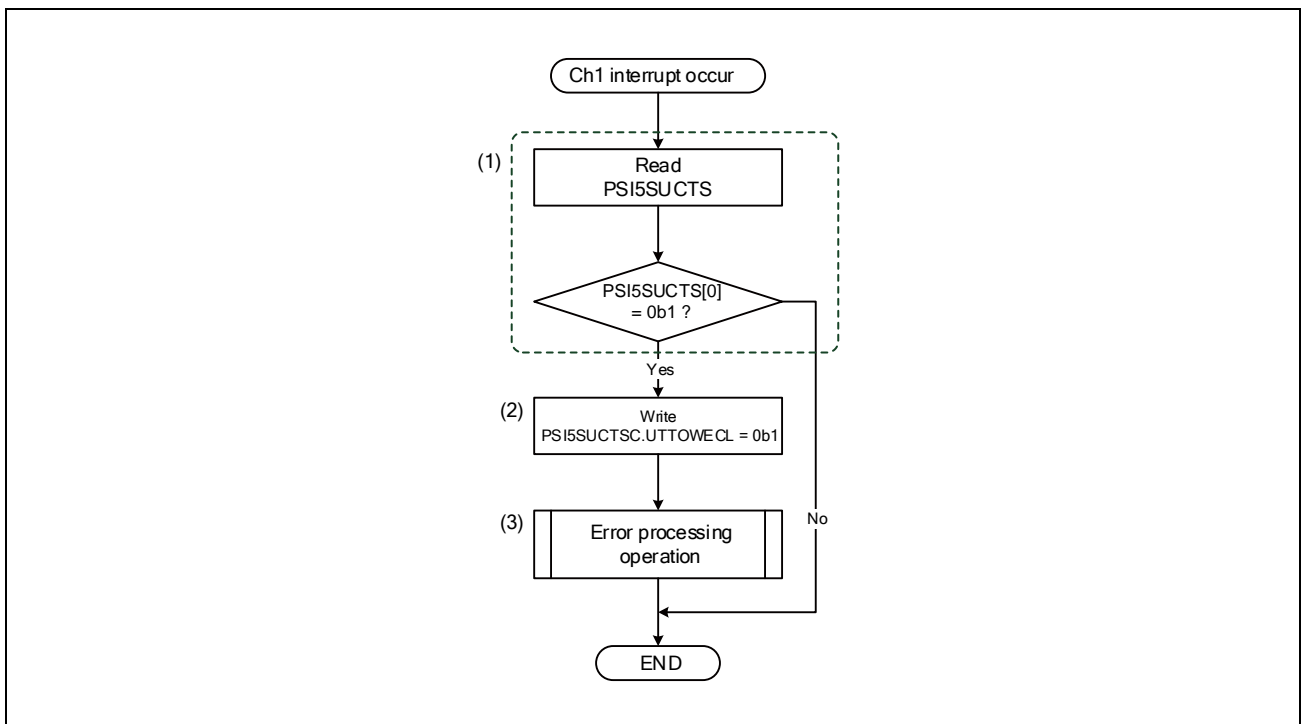 Ch1 interrupt occur
(1)
Read
PSI5SUCTS
PSI5SUCTS[0]
= 0b1 ?
Yes
(2)
Write
PSI5SUCTSC.UTTOWECL = 0b1
No
(3)
Error processing
operation
END